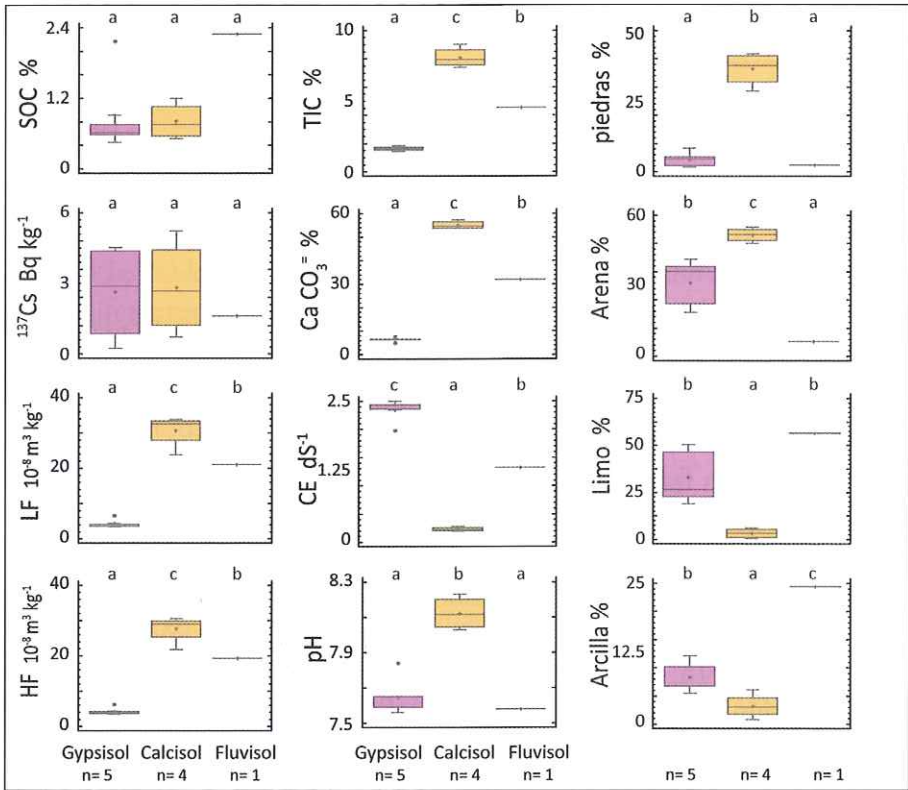 a a a
2.4
1.2
0
SOC %
a c b
10
5
0
TIC %
a b a
50
25
0
piedras %
a a a
6
3
0
¹³⁷Cs Bq kg⁻¹
a c b
60
30
0
Ca CO₃⁼ %
b c a
60
30
0
Arena %
a c b
40
20
0
LF 10⁻⁸ m³ kg⁻¹
c a b
2.5
1.25
0
CE dS⁻¹
b a b
75
50
25
0
Limo %
a c b
40
20
0
HF 10⁻⁸ m³ kg⁻¹
a b a
8.3
7.9
7.5
pH
b a c
25
12.5
0
Arcilla %
Gypsisol Calcisol Fluvisol
n= 5 n= 4 n= 1
Gypsisol Calcisol Fluvisol
n= 5 n= 4 n= 1
n= 5 n= 4 n= 1